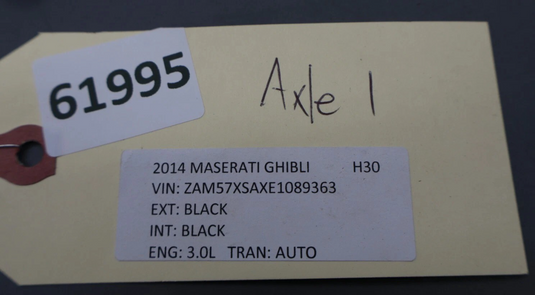 61995
Axle 1
2014 MASERATI GHIBLI H30
VIN: ZAM57XSAXE1089363
EXT: BLACK
INT: BLACK
ENG: 3.0L TRAN: AUTO